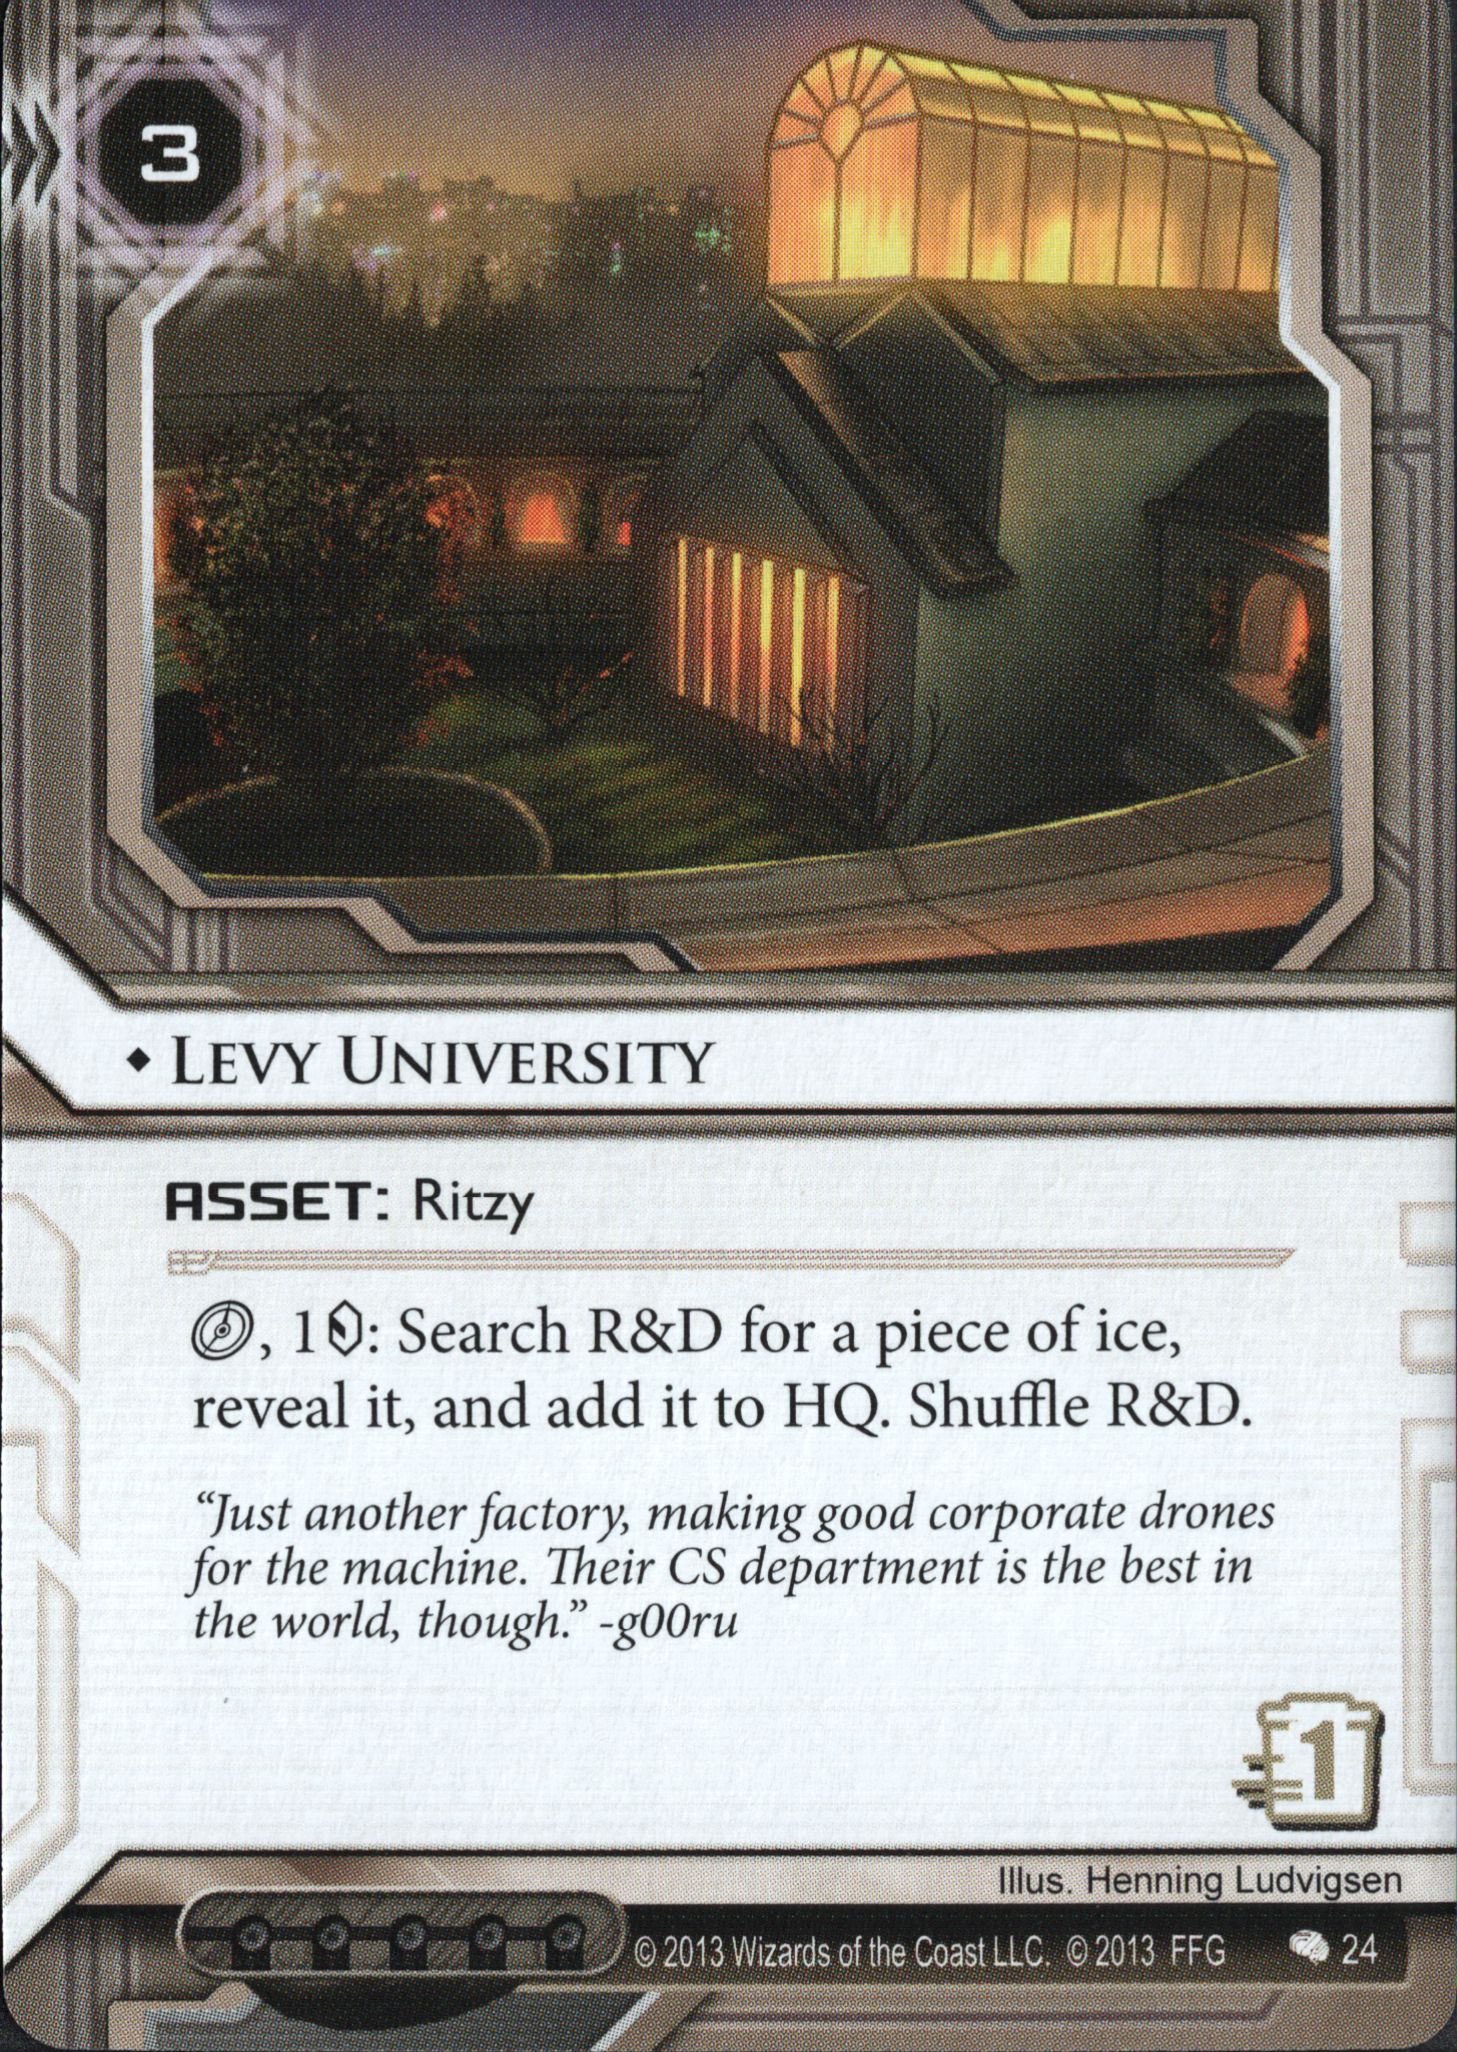 3
◆ LEVY UNIVERSITY
ASSET: Ritzy
, 1: Search R&D for a piece of ice,
reveal it, and add it to HQ. Shuffle R&D.
“Just another factory, making good corporate drones
for the machine. Their CS department is the best in
the world, though.” -g00ru
1
Illus. Henning Ludvigsen
© 2013 Wizards of the Coast LLC. © 2013 FFG 24